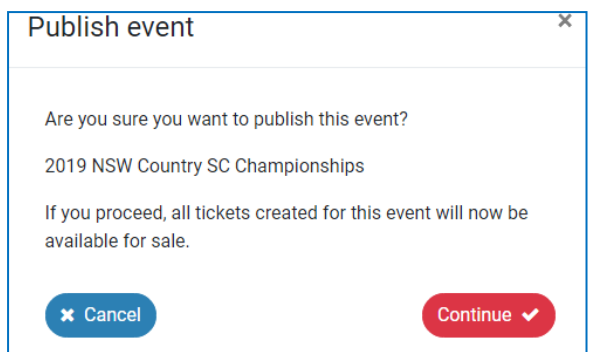 Publish event
Are you sure you want to publish this event?
2019 NSW Country SC Championships
If you proceed, all tickets created for this event will now be
available for sale.
Cancel
Continue